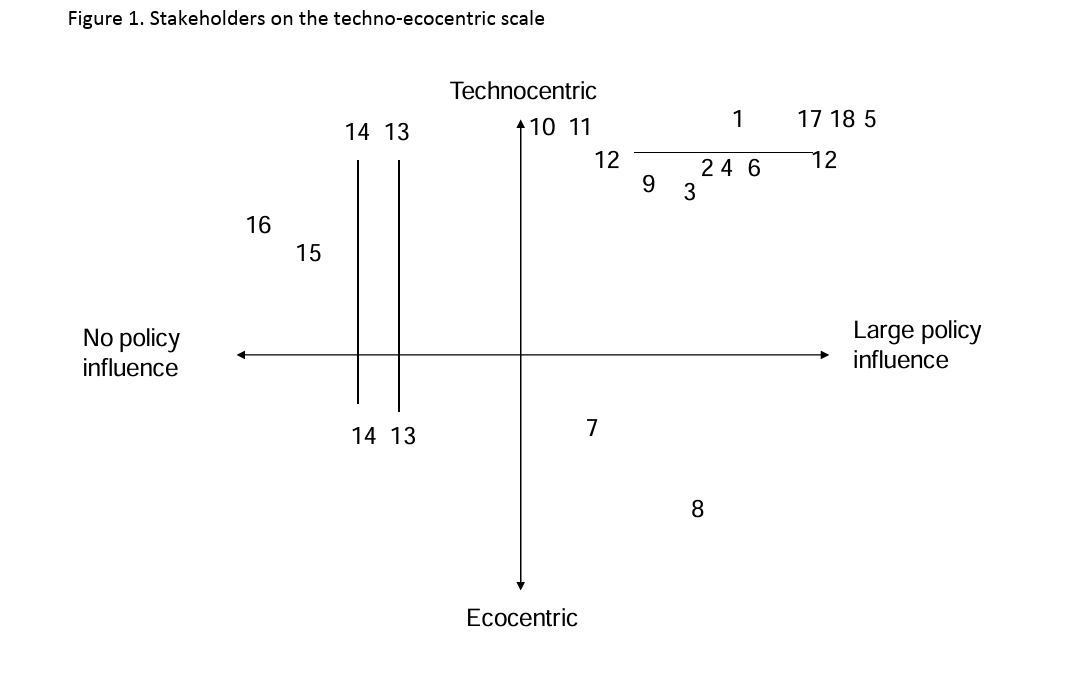 Figure 1. Stakeholders on the techno-ecocentric scale
Technocentric
14 13
10 11
1
17 18 5
12
2 4 6
12
9
3
16
15
No policy
influence
Large policy
influence
14 13
7
8
Ecocentric